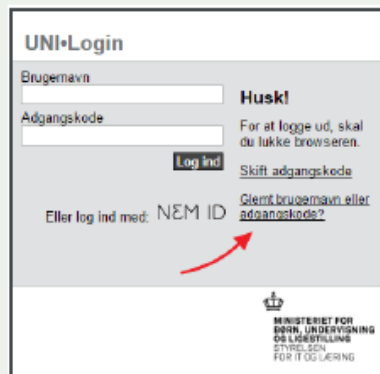 UNI•Login
Brugernavn
Adgangskode
Log ind
Eller log ind med: NEM ID
Husk!
For at logge ud, skal
du lukke browseren.
Skift adgangskode
Glemt brugernavn eller
adgangskode?
MINISTERIET FOR
BØRN, UNDERVISNING
OG LIGESTILLING
STYRELSEN
FOR IT OG LÆRING